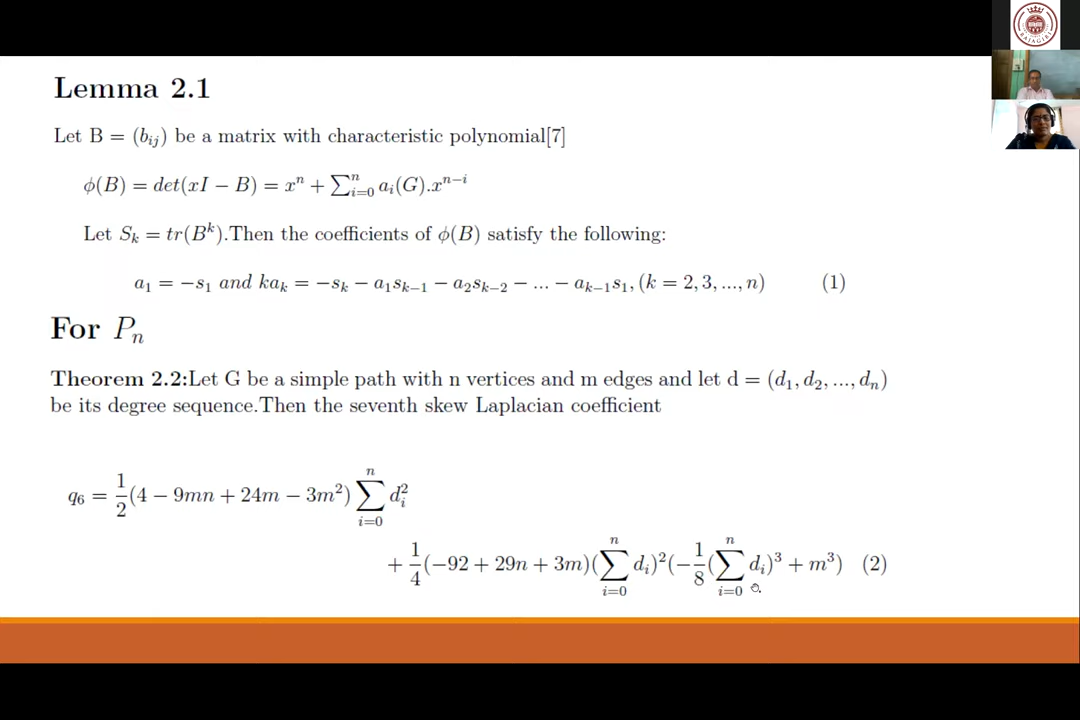 Lemma 2.1
Let B = (b_{ij}) be a matrix with characteristic polynomial[7]
ϕ(B) = det(xI − B) = x^n + ∑_{i=0}^n a_i(G).x^{n−i}
Let S_k = tr(B^k).Then the coefficients of ϕ(B) satisfy the following:
a_1 = −s_1 and ka_k = −s_k − a_1s_{k−1} − a_2s_{k−2} − ... − a_{k−1}s_1, (k = 2, 3, ..., n) (1)
For P_n
Theorem 2.2:Let G be a simple path with n vertices and m edges and let d = (d_1, d_2, ..., d_n)
be its degree sequence.Then the seventh skew Laplacian coefficient
q_6 = \frac{1}{2}(4 − 9mn + 24m − 3m^2) ∑_{i=0}^n d_i^2
+ \frac{1}{4}(−92 + 29n + 3m)(∑_{i=0}^n d_i)^2(−\frac{1}{8}(∑_{i=0}^n d_i)^3 + m^3) (2)
RAJAGIRI